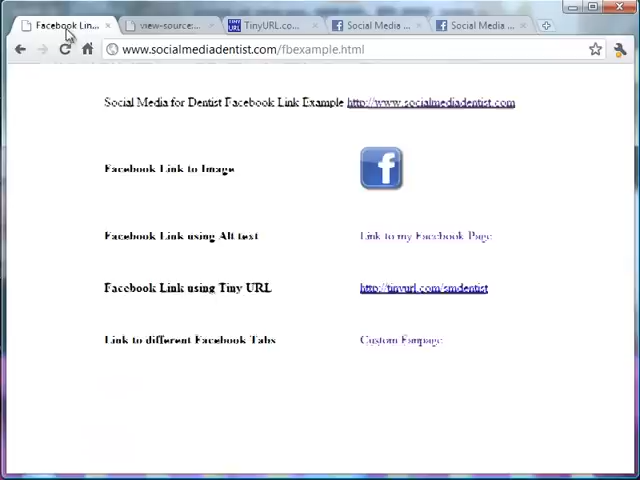 Facebook Lin...
view-source:...
TinyURL.co...
Social Media ...
Social Media ...
www.socialmediadentist.com/fbexample.html
Social Media for Dentist Facebook Link Example http://www.socialmediadentist.com
Facebook Link to Image
Facebook Link using Alt text Link to my Facebook Page
Facebook Link using Tiny URL http://tinyurl.com/smdentist
Link to different Facebook Tabs Custom Fanpage